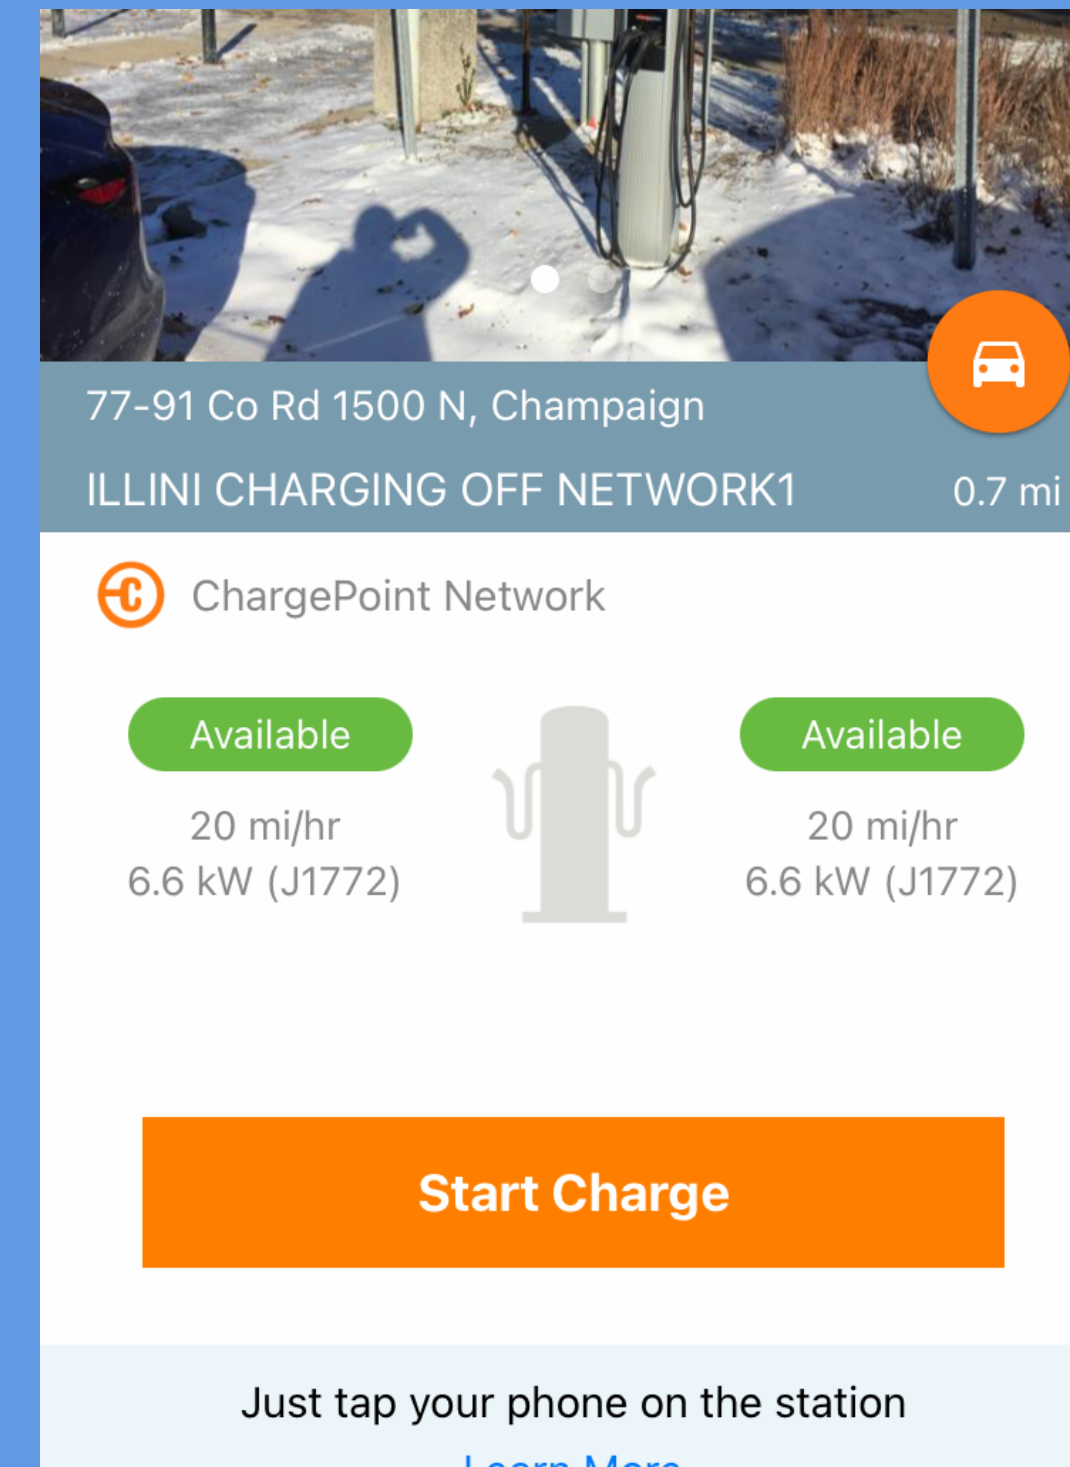 77-91 Co Rd 1500 N, Champaign
ILLINI CHARGING OFF NETWORK1 0.7 mi
ChargePoint Network
Available Available
20 mi/hr 20 mi/hr
6.6 kW (J1772) 6.6 kW (J1772)
Start Charge
Just tap your phone on the station
Learn More